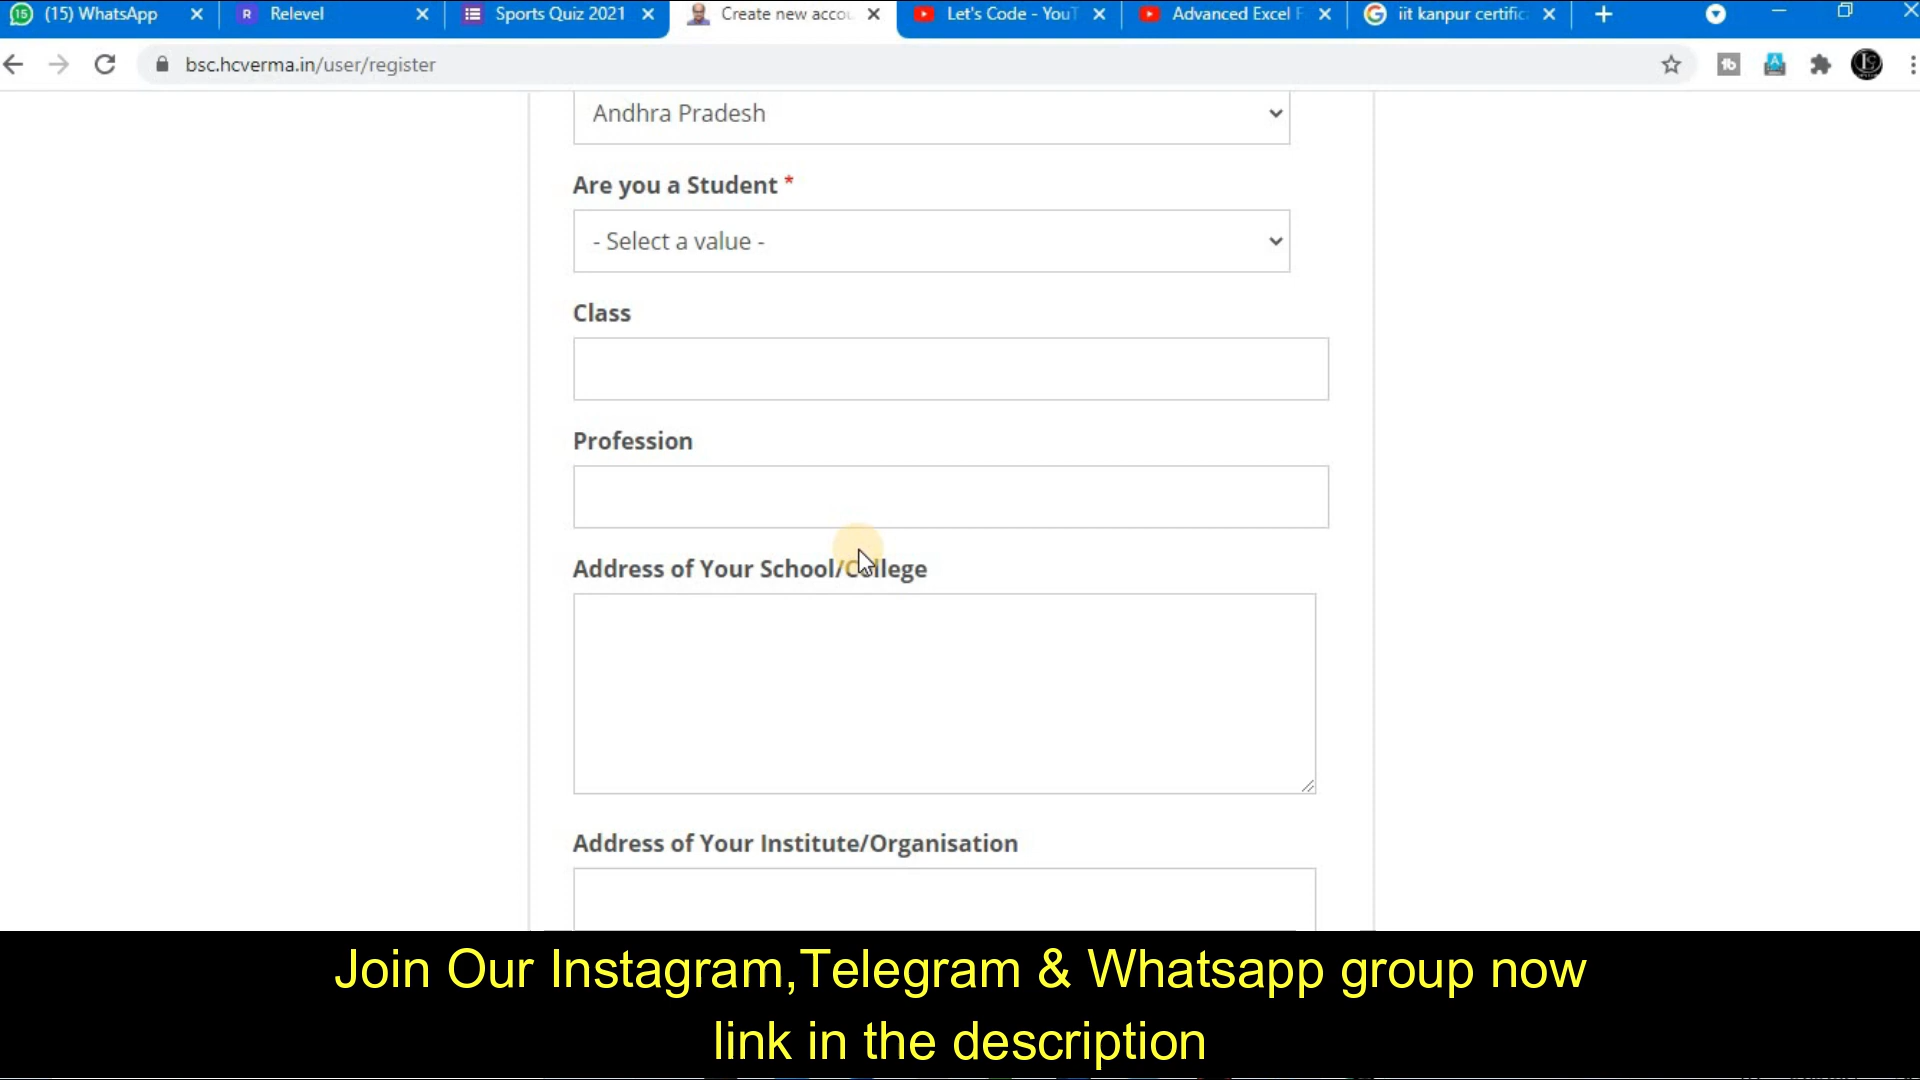 15 (15) WhatsApp
R Relevel
Sports Quiz 2021
Create new accou
Let's Code - YouT
Advanced Excel F
G iit kanpur certific
bsc.hcverma.in/user/register
Andhra Pradesh
Are you a Student *
- Select a value -
Class
Profession
Address of Your School/College
Address of Your Institute/Organisation
Join Our Instagram,Telegram & Whatsapp group now
link in the description